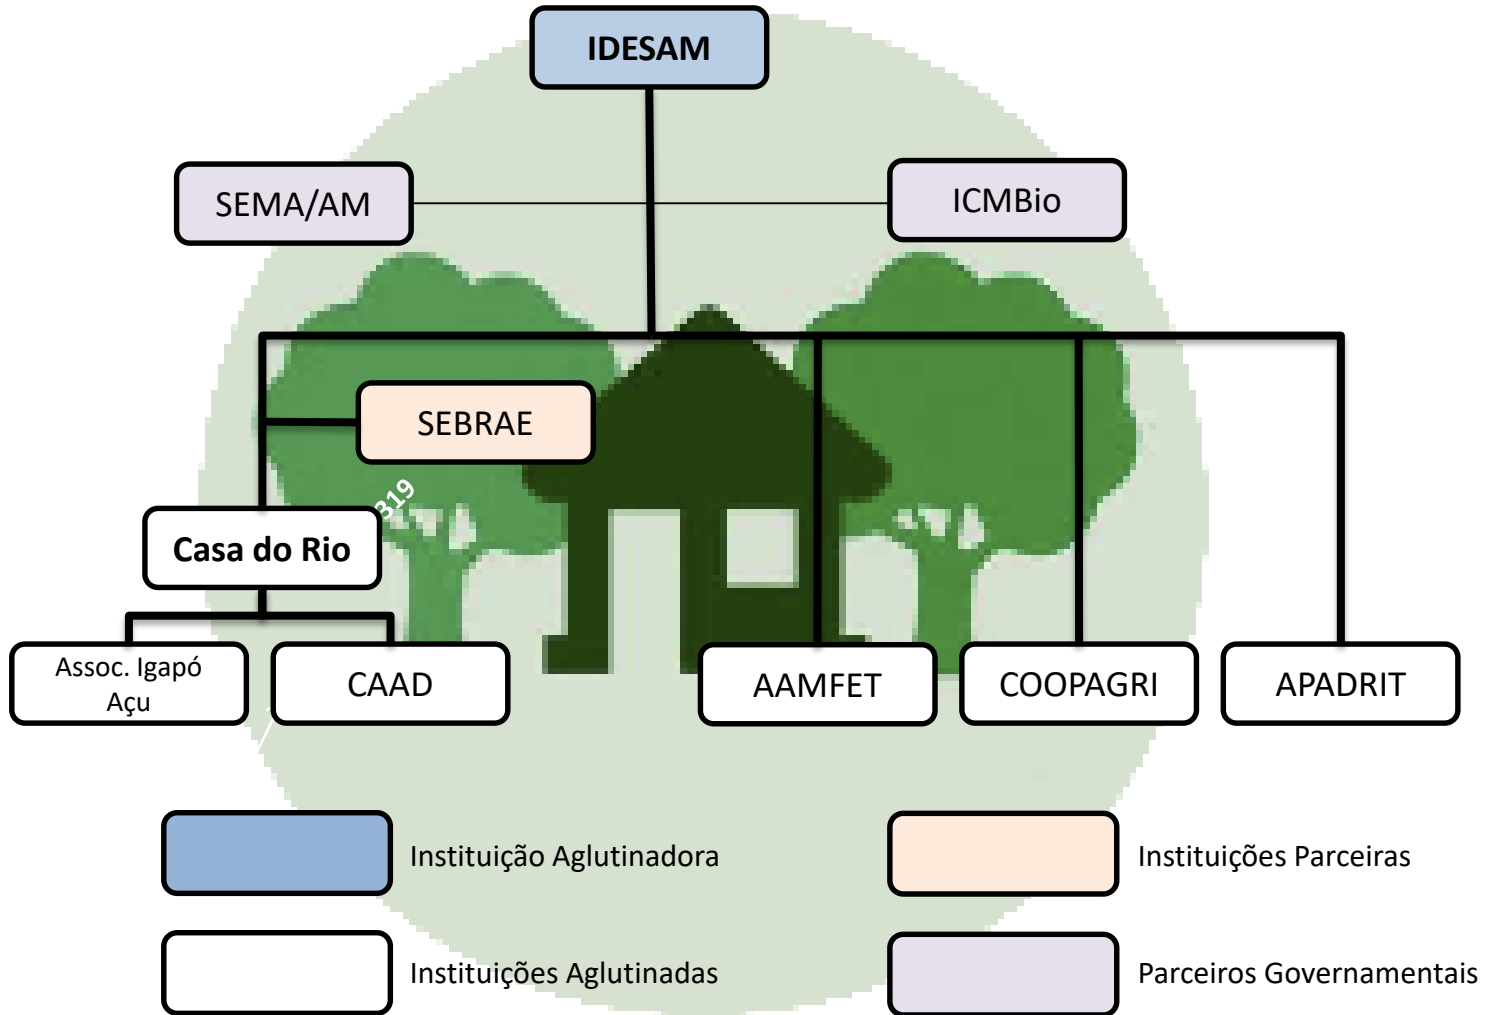 IDESAM
SEMA/AM
ICMBio
SEBRAE
319
Casa do Rio
Assoc. Igapó
Açu
CAAD
AAMFET
COOPAGRI
APADRIT
Instituição Aglutinadora
Instituições Parceiras
Instituições Aglutinadas
Parceiros Governamentais